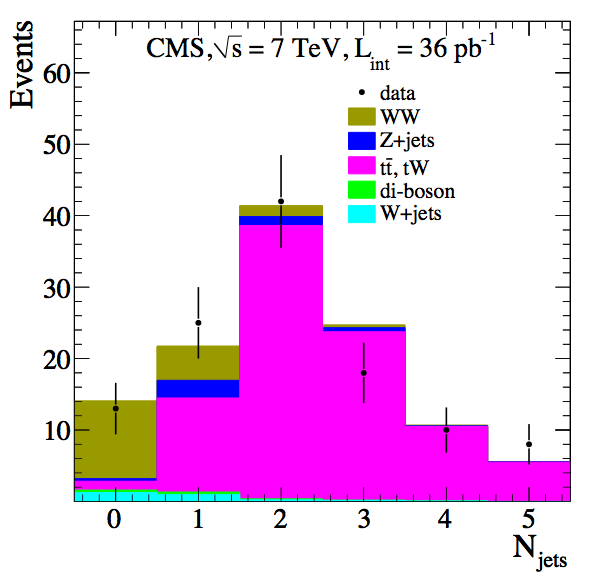 Events
CMS,√s = 7 TeV, L_int = 36 pb⁻¹
data
WW
Z+jets
tt̄, tW
di-boson
W+jets
60
50
40
30
20
10
0 1 2 3 4 5
N_jets